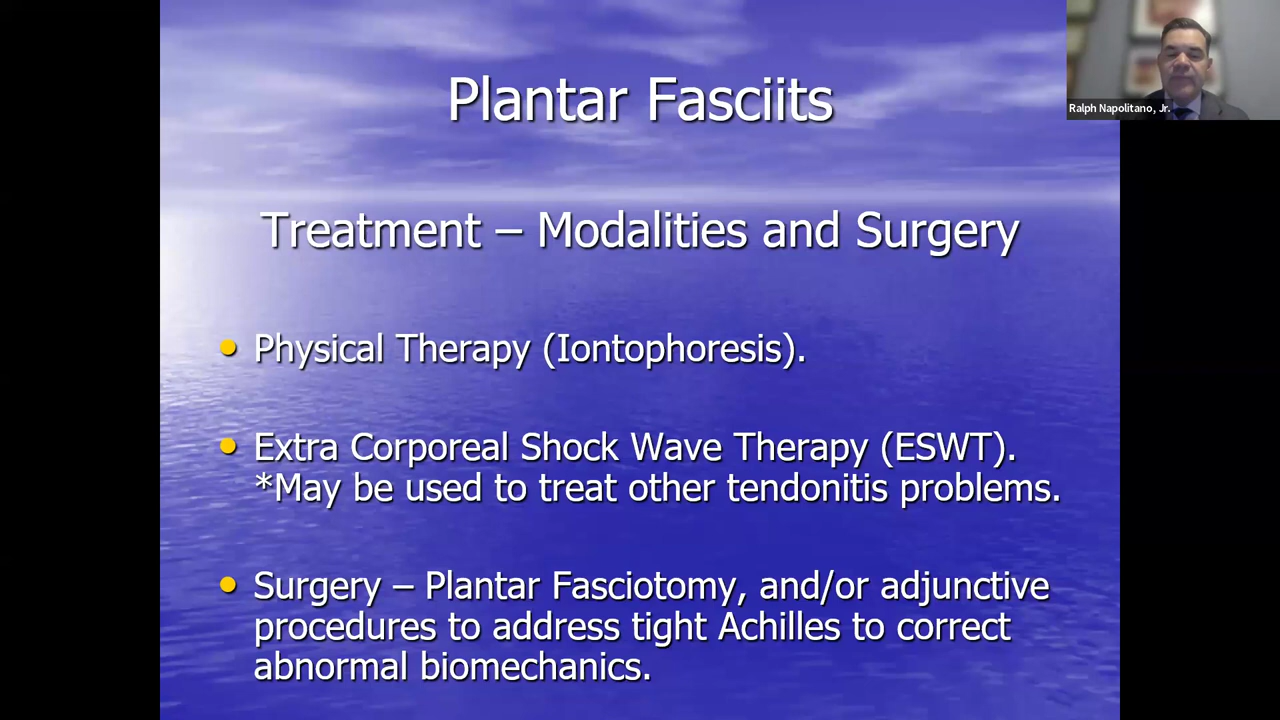 Plantar Fasciits
Ralph Napolitano, Jr.
Treatment – Modalities and Surgery
• Physical Therapy (Iontophoresis).
• Extra Corporeal Shock Wave Therapy (ESWT).
*May be used to treat other tendonitis problems.
• Surgery – Plantar Fasciotomy, and/or adjunctive
procedures to address tight Achilles to correct
abnormal biomechanics.